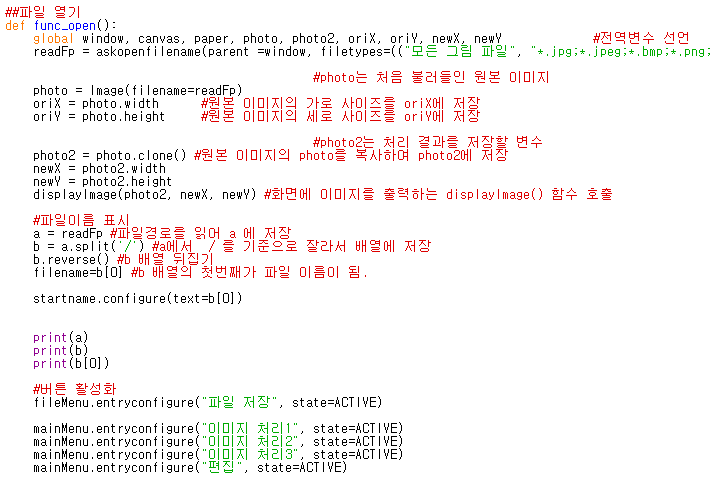 ##파일 열기
def func_open():
    global window, canvas, paper, photo, photo2, oriX, oriY, newX, newY    #전역변수 선언
    readFp = askopenfilename(parent =window, filetypes=(("모든 그림 파일", "*.jpg;*.jpeg;*.bmp;*.png;
    #photo는 처음 불러들인 원본 이미지
    photo = Image(filename=readFp)
    oriX = photo.width    #원본 이미지의 가로 사이즈를 oriX에 저장
    oriY = photo.height    #원본 이미지의 세로 사이즈를 oriY에 저장
    #photo2는 처리 결과를 저장할 변수
    photo2 = photo.clone() #원본 이미지의 photo를 복사하며 photo2에 저장
    newX = photo2.width
    newY = photo2.height
    displayImage(photo2, newX, newY) #화면에 이미지를 출력하는 displayImage() 함수 호출
    #파일이름 표시
    a = readFp #파일경로를 읽어 a 에 저장
    b = a.split('/') #a에서 / 를 기준으로 잘라서 배열에 저장
    b.reverse() #b 배열 뒤집기
    filename=b[0] #b 배열의 첫번째가 파일 이름이 됨.
    startname.configure(text=b[0])
    print(a)
    print(b)
    print(b[0])
    #버튼 활성화
    fileMenu.entryconfigure("파일 저장", state=ACTIVE)
    mainMenu.entryconfigure("이미지 처리1", state=ACTIVE)
    mainMenu.entryconfigure("이미지 처리2", state=ACTIVE)
    mainMenu.entryconfigure("이미지 처리3", state=ACTIVE)
    mainMenu.entryconfigure("편집", state=ACTIVE)